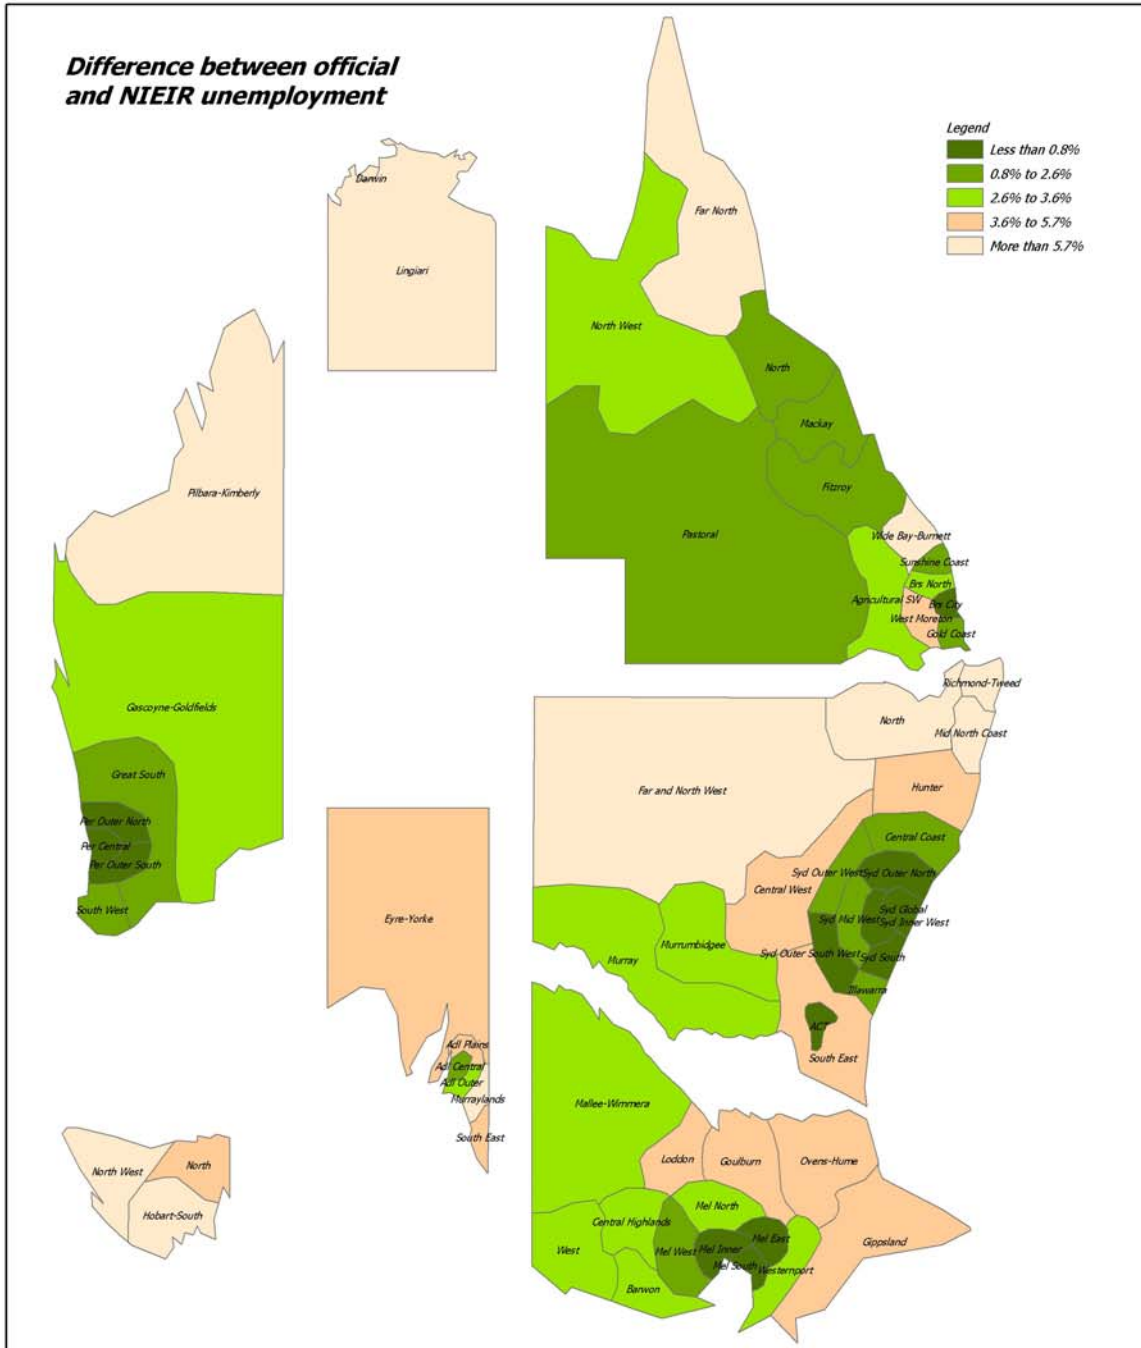 Difference between official
and NIEIR unemployment
Legend
Less than 0.8%
0.8% to 2.6%
2.6% to 3.6%
3.6% to 5.7%
More than 5.7%
Darwin
Lingiari
Far North
North West
North
Mackay
Fitzroy
Pastoral
Wide Bay-Burnett
Sunshine Coast
Brs North
Agricultural SW
Brs City
West Moreton
Gold Coast
Pilbara-Kimberly
Gascoyne-Goldfields
Great South
Per Outer North
Per Central
Per Outer South
South West
Richmond-Tweed
North
Mid North Coast
Far and North West
Hunter
Central Coast
Syd Outer West
Syd Outer North
Central West
Syd Global
Syd Mid West
Syd Inner West
Murrumbidgee
Syd Outer South West
Syd South
Murray
Illawarra
ACT
South East
Eyre-Yorke
Adl Plains
Adl Central
Adl Outer
Murraylands
South East
North West
North
Hobart-South
Mallee-Wimmera
Loddon
Goulburn
Ovens-Hume
Mel North
Central Highlands
Mel East
Gippsland
West
Mel West
Mel Inner
Mel South
Westernport
Barwon